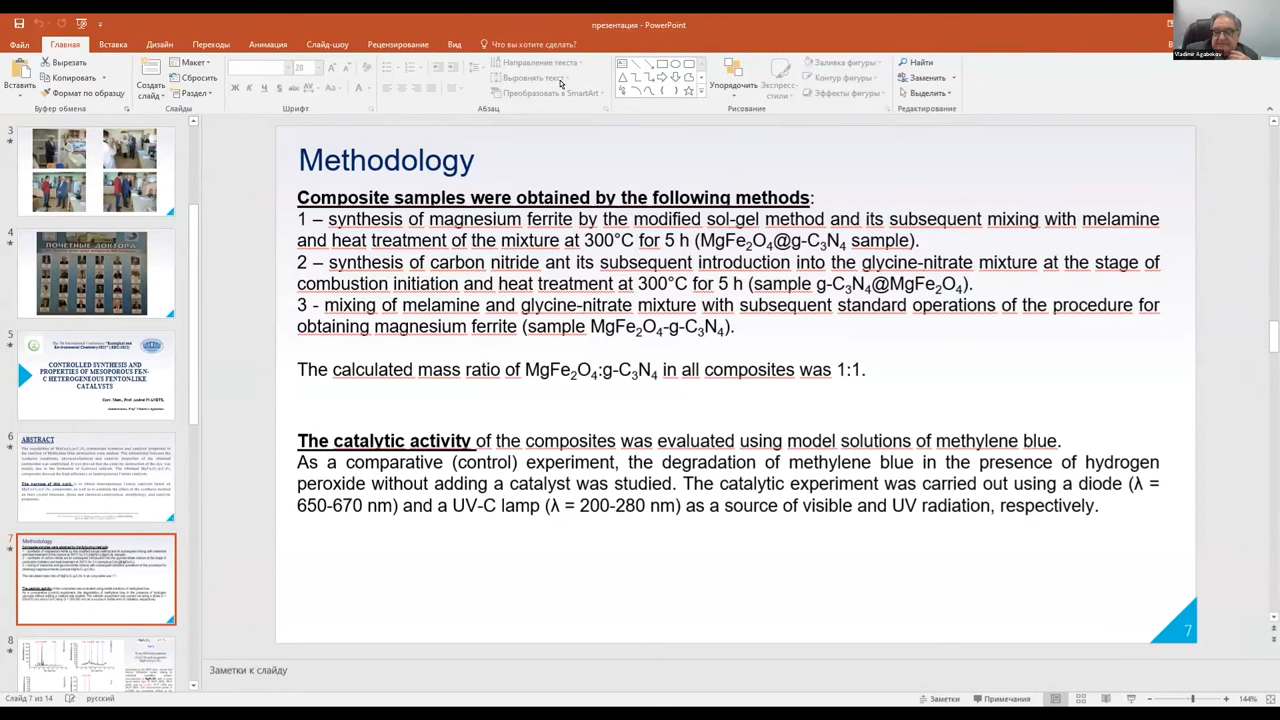 презентация - PowerPoint
Vladimir Agabekov
Файл Главная Вставка Дизайн Переходы Анимация Слайд-шоу Рецензирование Вид Что вы хотите сделать?
Вставить
Вырезать
Копировать
Формат по образцу
Буфер обмена
Создать слайд
Макет
Сбросить
Раздел
Слайды
28
Шрифт
Направление текста
Выровнять текст
Преобразовать в SmartArt
Абзац
Упорядочить
Экспресс-стили
Заливка фигуры
Контур фигуры
Эффекты фигуры
Рисование
Найти
Заменить
Выделить
Редактирование
3
4
ПОЧЕТНЫЕ ДОКТОРА
5
CONTROLLED SYNTHESIS AND
PROPERTIES OF MESOPOROUS FEN-
C HETEROGENEOUS FENTON-LIKE
CATALYSTS
6
ABSTRACT
7
8
Methodology
Composite samples were obtained by the following methods:
1 – synthesis of magnesium ferrite by the modified sol-gel method and its subsequent mixing with melamine
and heat treatment of the mixture at 300°C for 5 h (MgFe₂O₄@g-C₃N₄ sample).
2 – synthesis of carbon nitride ant its subsequent introduction into the glycine-nitrate mixture at the stage of
combustion initiation and heat treatment at 300°C for 5 h (sample g-C₃N₄@MgFe₂O₄).
3 - mixing of melamine and glycine-nitrate mixture with subsequent standard operations of the procedure for
obtaining magnesium ferrite (sample MgFe₂O₄-g-C₃N₄).
The calculated mass ratio of MgFe₂O₄:g-C₃N₄ in all composites was 1:1.
The catalytic activity of the composites was evaluated using model solutions of methylene blue.
As a comparative (control) experiment, the degradation of methylene blue in the presence of hydrogen
peroxide without adding a catalyst was studied. The catalytic experiment was carried out using a diode (λ =
650-670 nm) and a UV-C lamp (λ = 200-280 nm) as a source of visible and UV radiation, respectively.
7
Заметки к слайду
Слайд 7 из 14 русский Заметки Примечания 144%